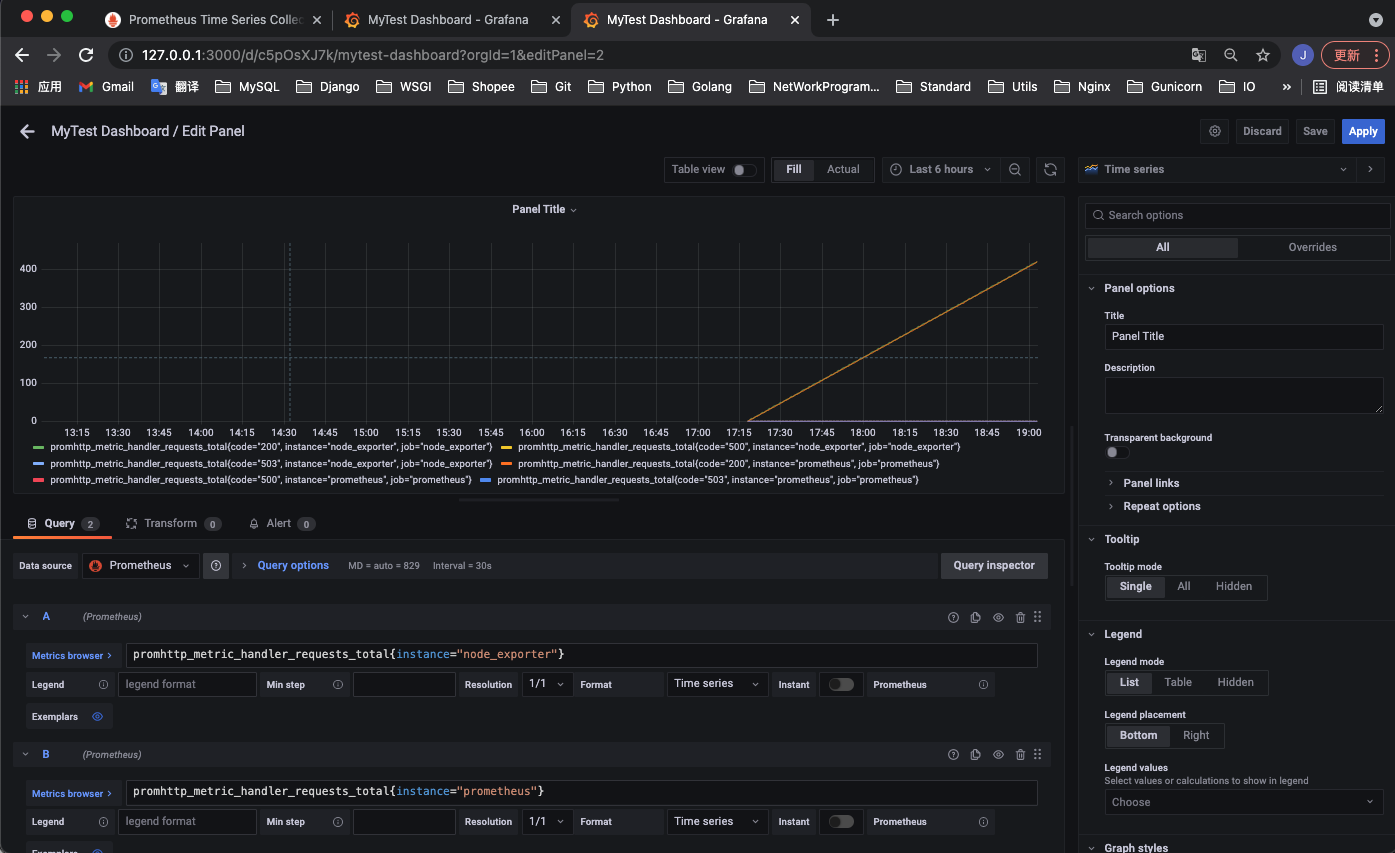 Prometheus Time Series Collec
MyTest Dashboard - Grafana
MyTest Dashboard - Grafana
127.0.0.1:3000/d/c5pOsXJ7k/mytest-dashboard?orgId=1&editPanel=2
J
更新
应用 Gmail 翻译 MySQL Django WSGI Shopee Git Python Golang NetWorkProgram... Standard Utils Nginx Gunicorn IO » 阅读清单
MyTest Dashboard / Edit Panel
Discard Save Apply
Table view Fill Actual Last 6 hours Time series
Panel Title
400
300
200
100
0
13:15 13:30 13:45 14:00 14:15 14:30 14:45 15:00 15:15 15:30 15:45 16:00 16:15 16:30 16:45 17:00 17:15 17:30 17:45 18:00 18:15 18:30 18:45 19:00
promhttp_metric_handler_requests_total{code="200", instance="node_exporter", job="node_exporter"} promhttp_metric_handler_requests_total{code="500", instance="node_exporter", job="node_exporter"}
promhttp_metric_handler_requests_total{code="503", instance="node_exporter", job="node_exporter"} promhttp_metric_handler_requests_total{code="200", instance="prometheus", job="prometheus"}
promhttp_metric_handler_requests_total{code="500", instance="prometheus", job="prometheus"} promhttp_metric_handler_requests_total{code="503", instance="prometheus", job="prometheus"}
Query 2 Transform 0 Alert 0
Data source Prometheus Query options MD = auto = 829 Interval = 30s Query inspector
A (Prometheus)
Metrics browser > promhttp_metric_handler_requests_total{instance="node_exporter"}
Legend legend format Min step Resolution 1/1 Format Time series Instant Prometheus
Exemplars
B (Prometheus)
Metrics browser > promhttp_metric_handler_requests_total{instance="prometheus"}
Legend legend format Min step Resolution 1/1 Format Time series Instant Prometheus
Exemplars
Search options
All Overrides
Panel options
Title
Panel Title
Description
Transparent background
Panel links
Repeat options
Tooltip
Tooltip mode
Single All Hidden
Legend
Legend mode
List Table Hidden
Legend placement
Bottom Right
Legend values
Select values or calculations to show in legend
Choose
Graph styles